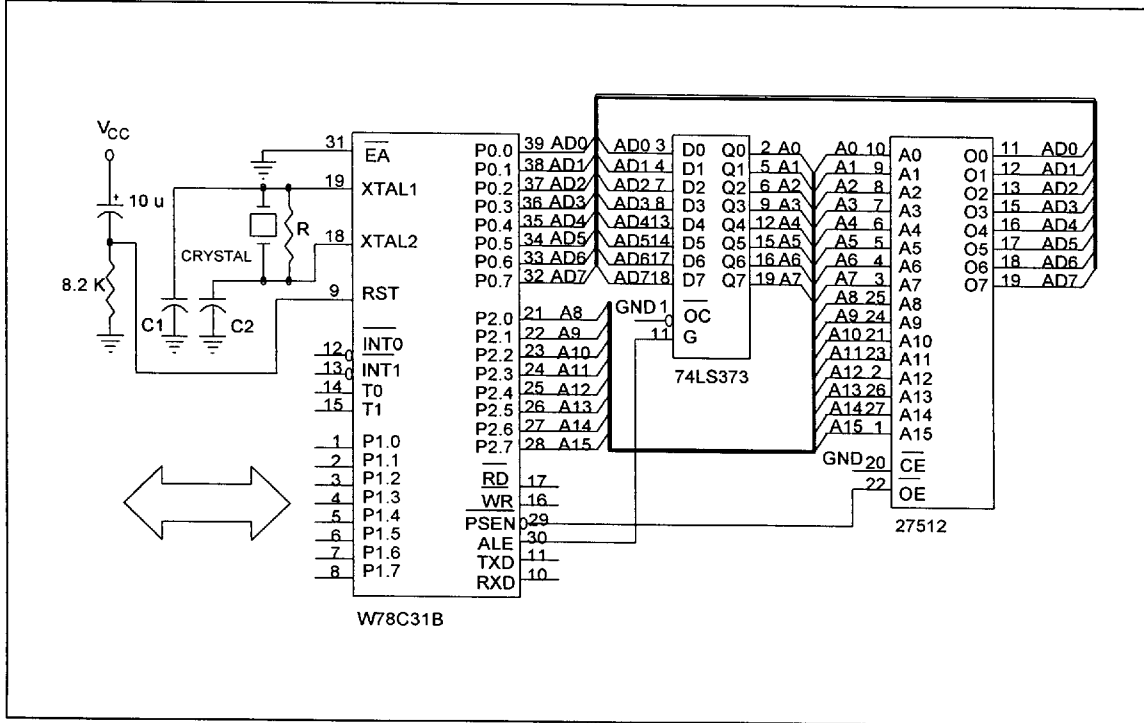 VCC
10 u
8.2 K
C1
C2
CRYSTAL
R
31 EA
19 XTAL1
18 XTAL2
9 RST
12 INT0
13 INT1
14 T0
15 T1
1 P1.0
2 P1.1
3 P1.2
4 P1.3
5 P1.4
6 P1.5
7 P1.6
8 P1.7
P0.0 39 AD0
P0.1 38 AD1
P0.2 37 AD2
P0.3 36 AD3
P0.4 35 AD4
P0.5 34 AD5
P0.6 33 AD6
P0.7 32 AD7
P2.0 21 A8
P2.1 22 A9
P2.2 23 A10
P2.3 24 A11
P2.4 25 A12
P2.5 26 A13
P2.6 27 A14
P2.7 28 A15
RD 17
WR 16
PSEN 29
ALE 30
TXD 11
RXD 10
W78C31B
AD0 3 D0 Q0 2 A0
AD1 4 D1 Q1 5 A1
AD2 7 D2 Q2 6 A2
AD3 8 D3 Q3 9 A3
AD4 13 D4 Q4 12 A4
AD5 14 D5 Q5 15 A5
AD6 17 D6 Q6 16 A6
AD7 18 D7 Q7 19 A7
GND 1 OC
11 G
74LS373
A0 10 A0 O0 11 AD0
A1 9 A1 O1 12 AD1
A2 8 A2 O2 13 AD2
A3 7 A3 O3 15 AD3
A4 6 A4 O4 16 AD4
A5 5 A5 O5 17 AD5
A6 4 A6 O6 18 AD6
A7 3 A7 O7 19 AD7
A8 25 A8
A9 24 A9
A10 21 A10
A11 23 A11
A12 2 A12
A13 26 A13
A14 27 A14
A15 1 A15
GND 20 CE
22 OE
27512